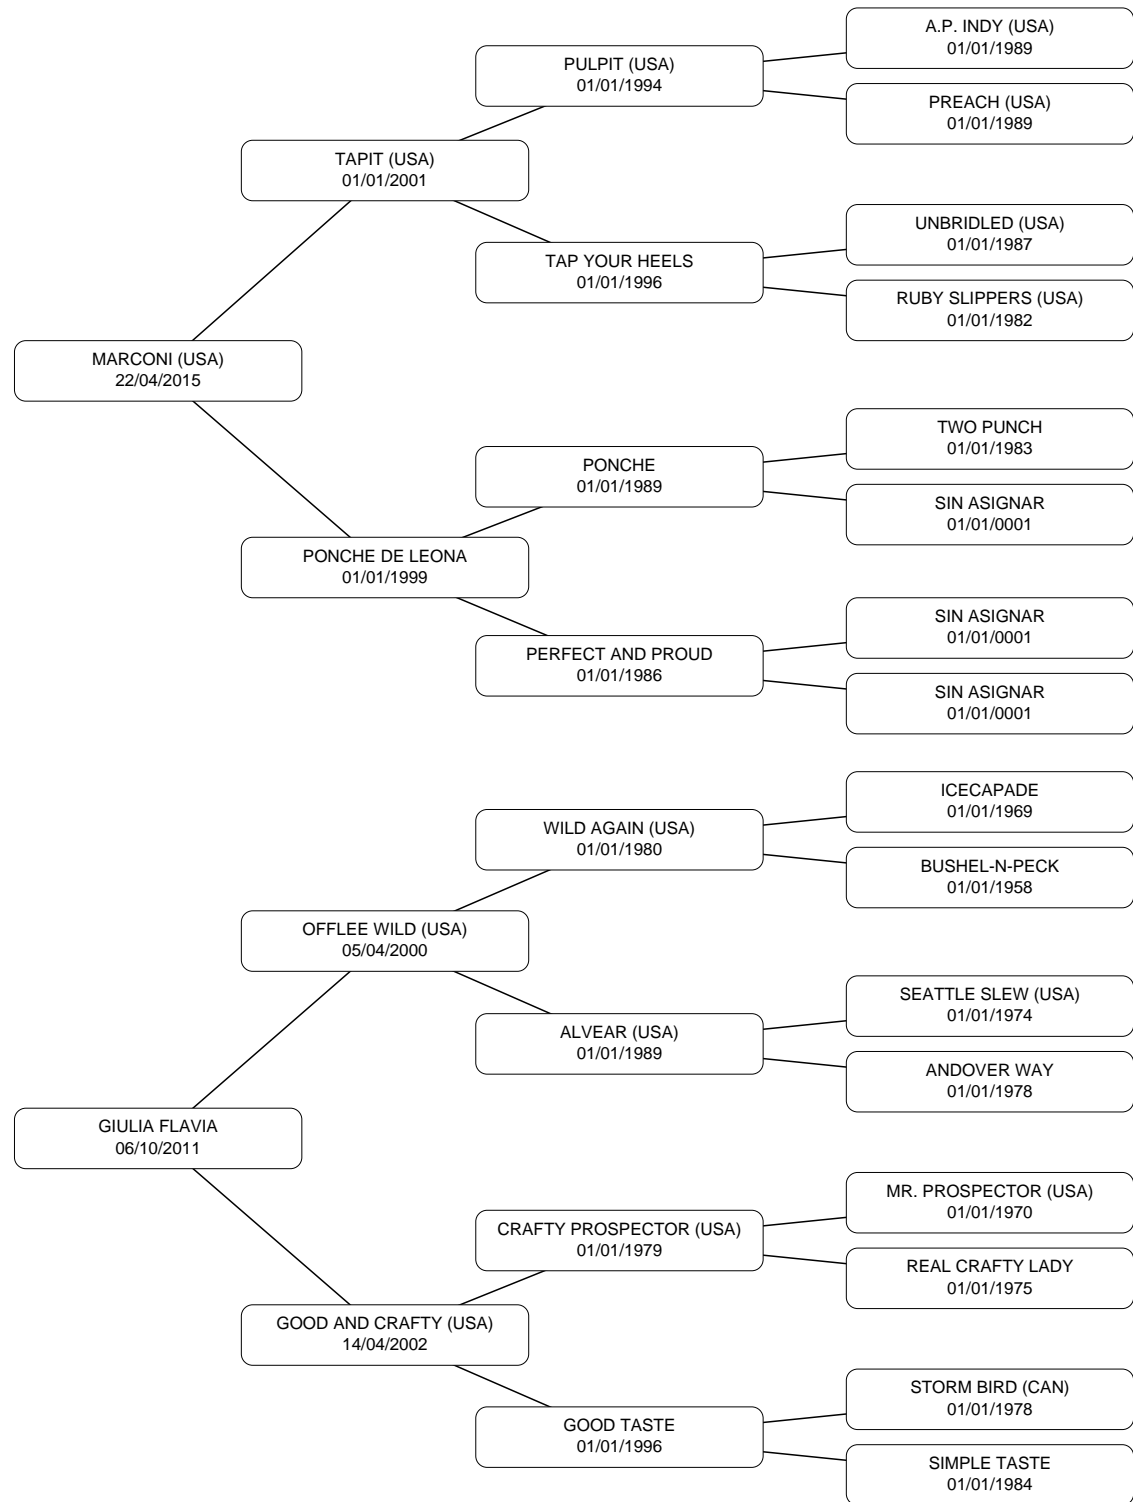 A.P. INDY (USA)
01/01/1989
PULPIT (USA)
01/01/1994
PREACH (USA)
01/01/1989
TAPIT (USA)
01/01/2001
UNBRIDLED (USA)
01/01/1987
TAP YOUR HEELS
01/01/1996
RUBY SLIPPERS (USA)
01/01/1982
MARCONI (USA)
22/04/2015
TWO PUNCH
01/01/1983
PONCHE
01/01/1989
SIN ASIGNAR
01/01/0001
PONCHE DE LEONA
01/01/1999
SIN ASIGNAR
01/01/0001
PERFECT AND PROUD
01/01/1986
SIN ASIGNAR
01/01/0001
ICECAPADE
01/01/1969
WILD AGAIN (USA)
01/01/1980
BUSHEL-N-PECK
01/01/1958
OFFLEE WILD (USA)
05/04/2000
SEATTLE SLEW (USA)
01/01/1974
ALVEAR (USA)
01/01/1989
ANDOVER WAY
01/01/1978
GIULIA FLAVIA
06/10/2011
MR. PROSPECTOR (USA)
01/01/1970
CRAFTY PROSPECTOR (USA)
01/01/1979
REAL CRAFTY LADY
01/01/1975
GOOD AND CRAFTY (USA)
14/04/2002
STORM BIRD (CAN)
01/01/1978
GOOD TASTE
01/01/1996
SIMPLE TASTE
01/01/1984